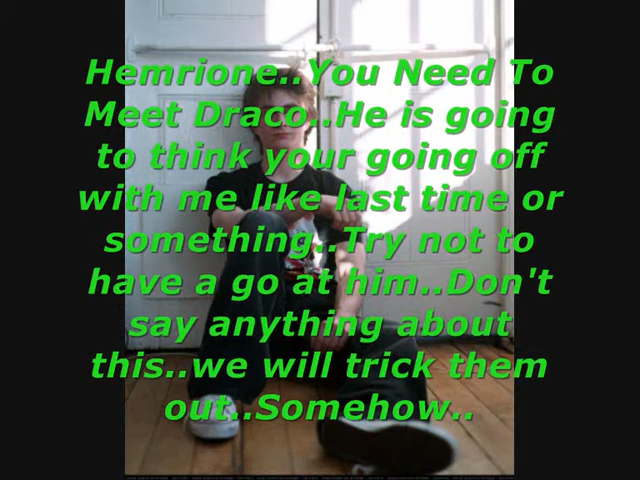 Hemrione..You Need To
Meet Draco..He is going
to think your going off
with me like last time or
something..Try not to
have a go at him..Don't
say anything about
this..we will trick them
out..Somehow..